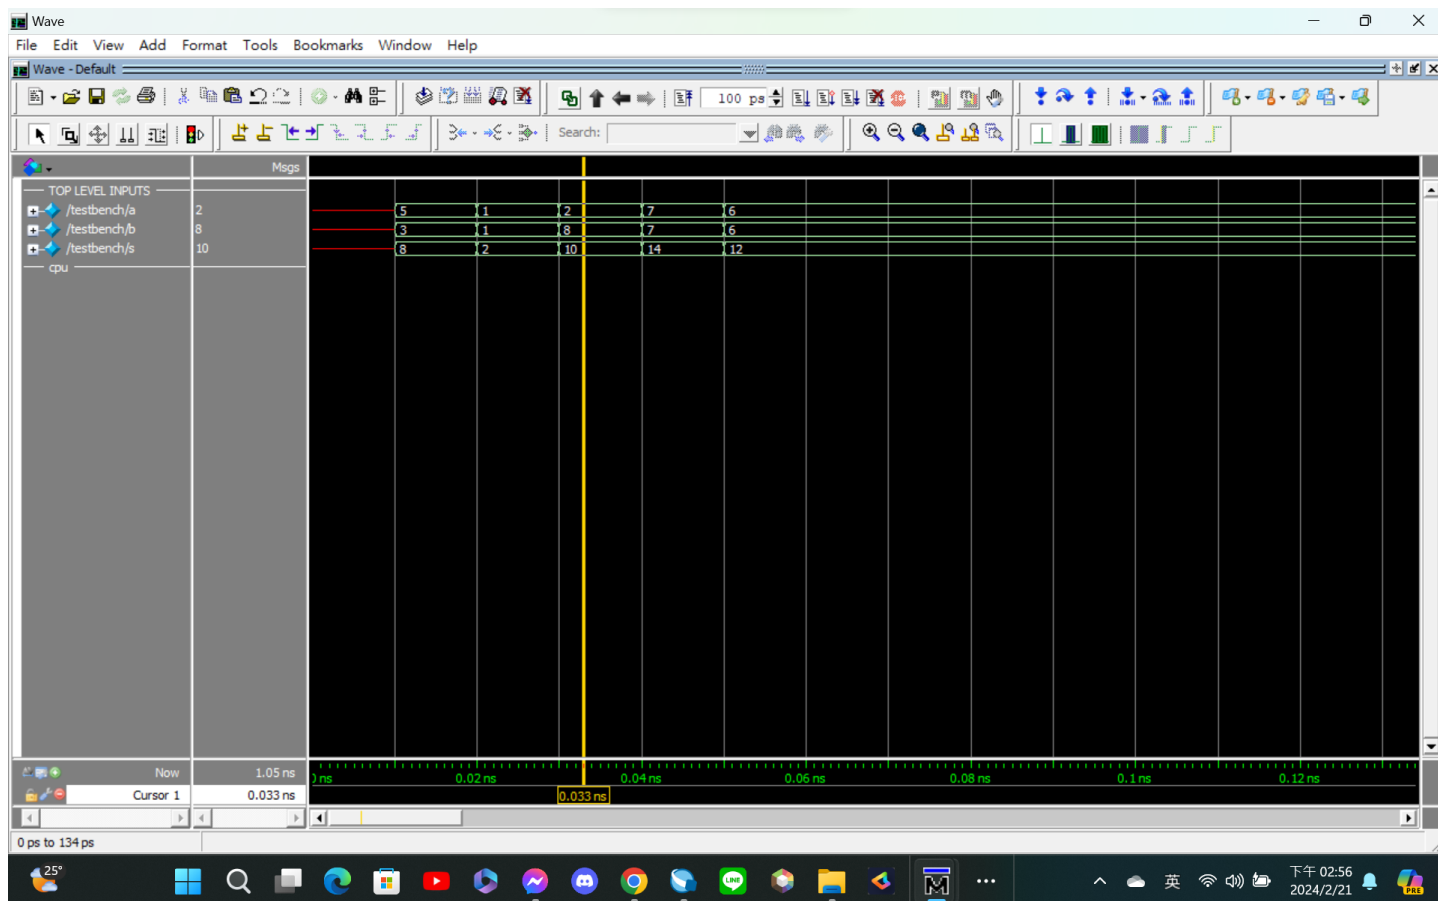 Wave
File Edit View Add Format Tools Bookmarks Window Help
Wave - Default
100 ps
Search:
Msgs
TOP LEVEL INPUTS
/testbench/a 2 5 1 2 7 6
/testbench/b 8 3 1 8 7 6
/testbench/s 10 8 2 10 14 12
cpu
Now 1.05 ns ns 0.02 ns 0.04 ns 0.06 ns 0.08 ns 0.1 ns 0.12 ns
Cursor 1 0.033 ns 0.033 ns
0 ps to 134 ps
25° LINE 英 下午 02:56
2024/2/21 PRE